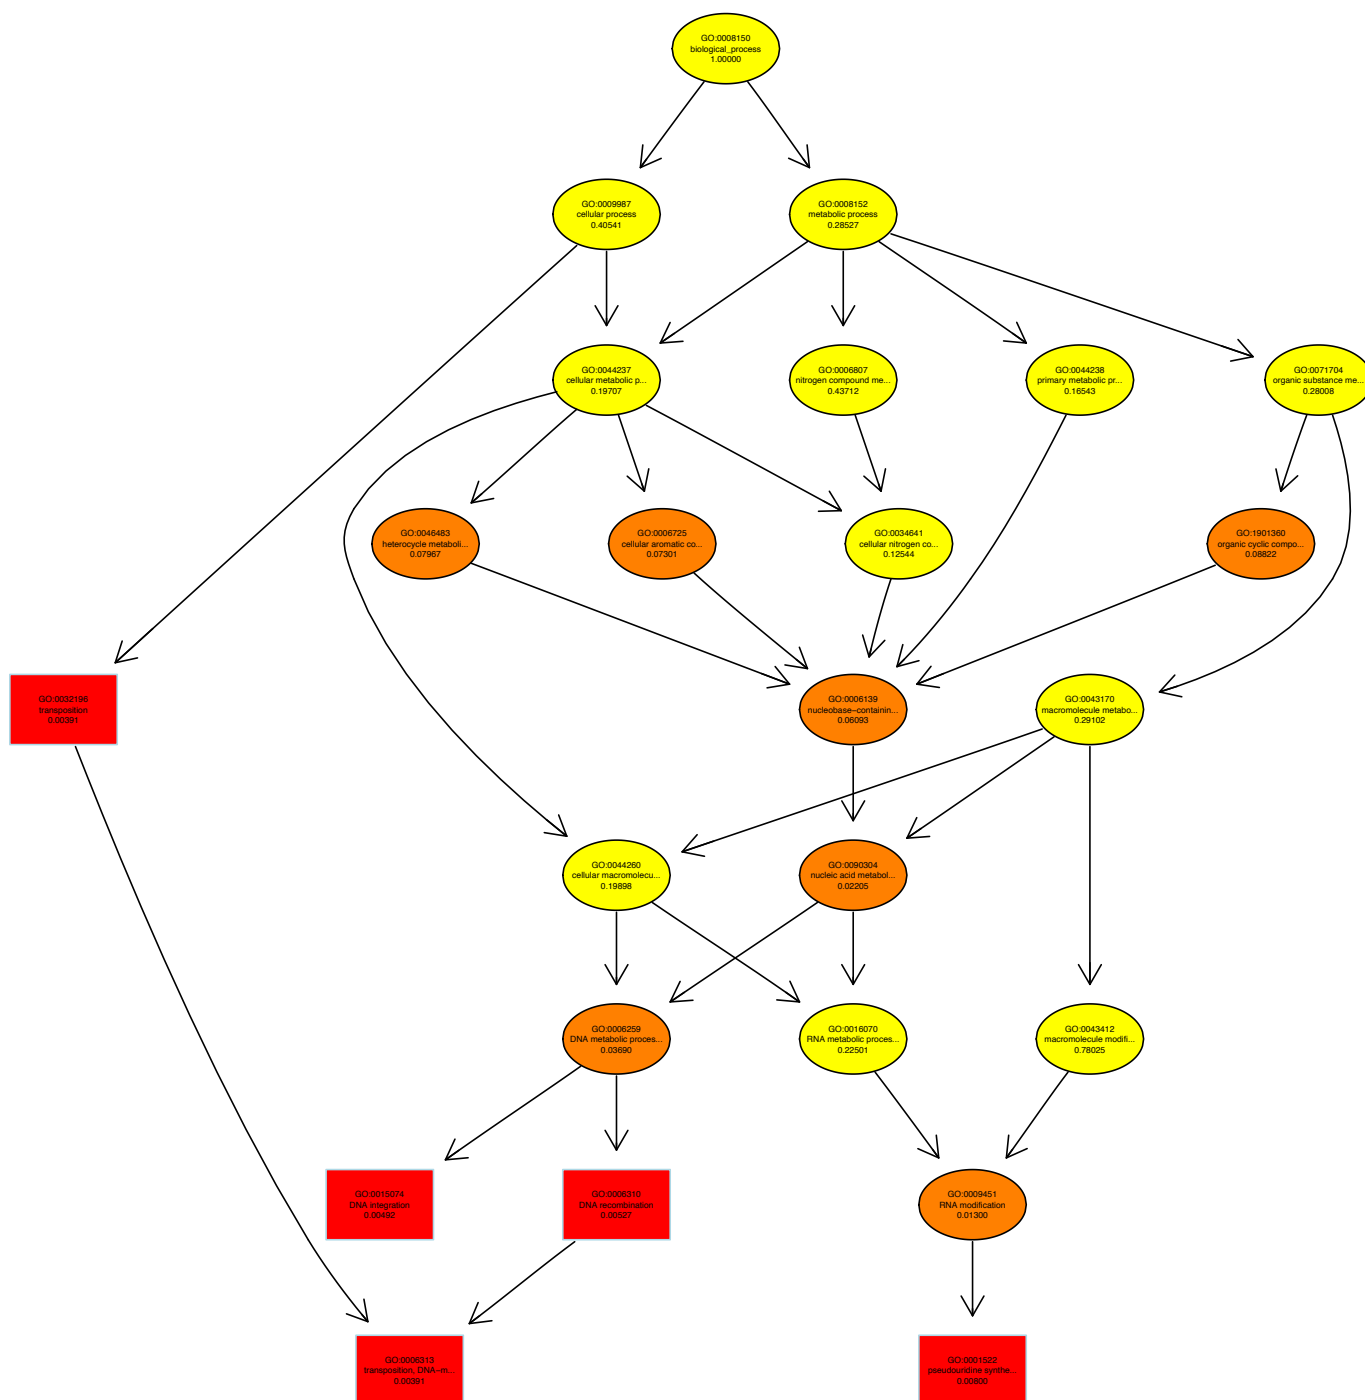 GO:0008150
biological_process
1.00000
GO:0009987
cellular process
0.40541
GO:0008152
metabolic process
0.28527
GO:0044237
cellular metabolic p...
0.19707
GO:0006807
nitrogen compound me...
0.43712
GO:0044238
primary metabolic pr...
0.16543
GO:0071704
organic substance me...
0.28008
GO:0046483
heterocycle metaboli...
0.07967
GO:0006725
cellular aromatic co...
0.07301
GO:0034641
cellular nitrogen co...
0.12544
GO:1901360
organic cyclic compo...
0.08822
GO:0032196
transposition
0.00391
GO:0006139
nucleobase−containin...
0.06093
GO:0043170
macromolecule metabo...
0.29102
GO:0044260
cellular macromolecu...
0.19898
GO:0090304
nucleic acid metabol...
0.02205
GO:0006259
DNA metabolic proces...
0.03690
GO:0016070
RNA metabolic proces...
0.22501
GO:0043412
macromolecule modifi...
0.78025
GO:0015074
DNA integration
0.00482
GO:0006310
DNA recombination
0.00527
GO:0009451
RNA modification
0.01300
GO:0006313
transposition, DNA−m...
0.00391
GO:0001522
pseudouridine synthe...
0.00800